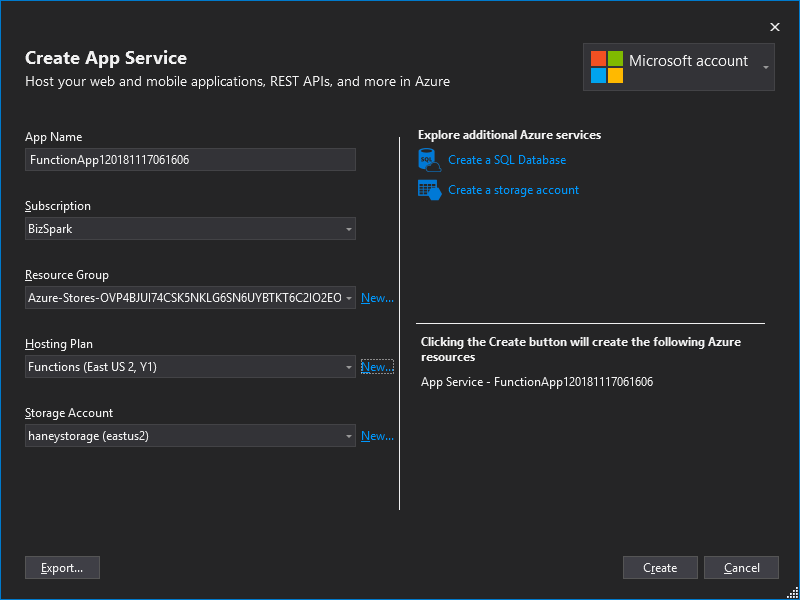 Create App Service
Host your web and mobile applications, REST APIs, and more in Azure
Microsoft account
App Name
FunctionApp120181117061606
Subscription
BizSpark
Resource Group
Azure-Stores-OVP4BJUI74CSK5NKLG6SN6UYBTKT6C2IO2EO
New...
Hosting Plan
Functions (East US 2, Y1)
New...
Storage Account
haneystorage (eastus2)
New...
Explore additional Azure services
SQL
Create a SQL Database
Create a storage account
Clicking the Create button will create the following Azure
resources
App Service - FunctionApp120181117061606
Export...
Create
Cancel